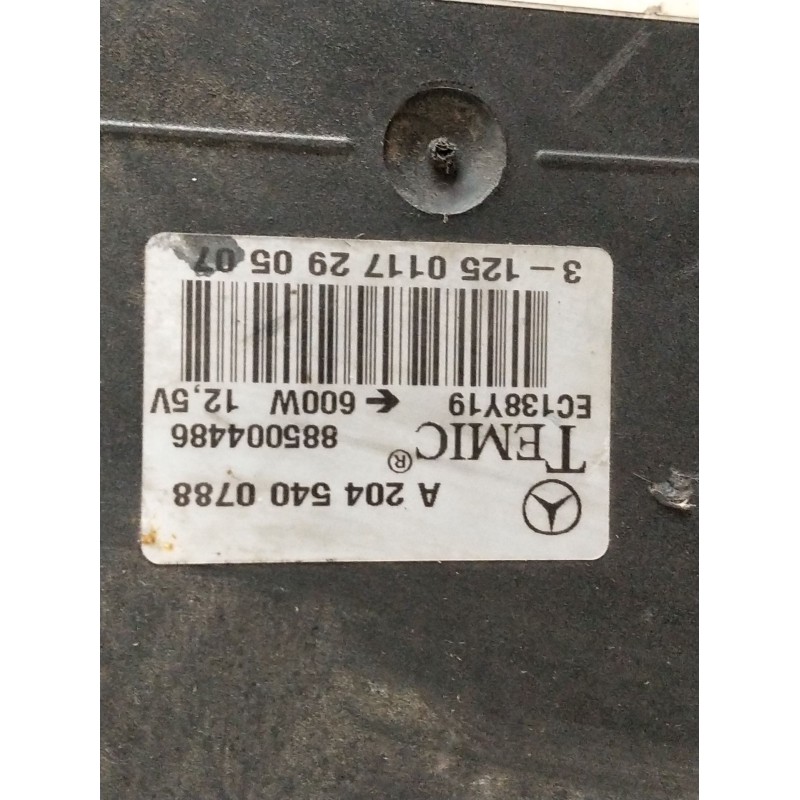 A 204 540 0788
TEMIC® 885004486
EC138Y19 ← 600W 12,5V
3-125 0117 29 05 07